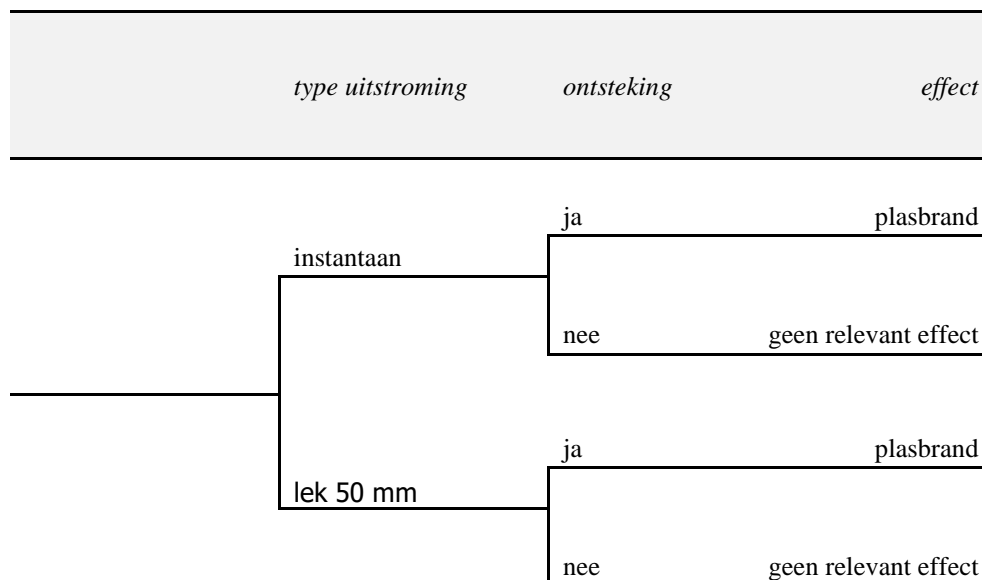 type uitstroming ontsteking effect
ja plasbrand
instantaan
nee geen relevant effect
ja plasbrand
lek 50 mm
nee geen relevant effect